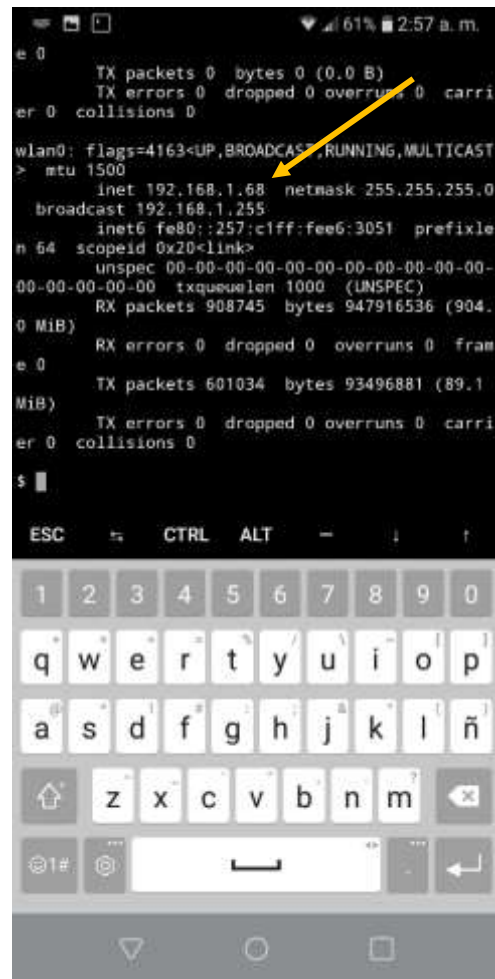 61% 2:57 a. m.
e 0
TX packets 0 bytes 0 (0.0 B)
TX errors 0 dropped 0 overruns 0 carri
er 0 collisions 0
wlan0: flags=4163<UP,BROADCAST,RUNNING,MULTICAST
> mtu 1500
inet 192.168.1.68 netmask 255.255.255.0
broadcast 192.168.1.255
inet6 fe80::257:c1ff:fee6:3051 prefixle
n 64 scopeid 0x20<link>
unspec 00-00-00-00-00-00-00-00-00-00-
00-00-00-00-00 txqueuelen 1000 (UNSPEC)
RX packets 908745 bytes 947916536 (904.
0 MiB)
RX errors 0 dropped 0 overruns 0 fram
e 0
TX packets 601034 bytes 93496881 (89.1
MiB)
TX errors 0 dropped 0 overruns 0 carri
er 0 collisions 0
$
ESC CTRL ALT – ↓ ↑
1 2 3 4 5 6 7 8 9 0
q w e r t y u i o p
a s d f g h j k l ñ
z x c v b n m
1# .